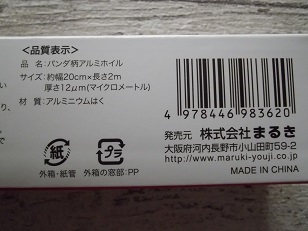 <品質表示>
品　名：パンダ柄アルミホイル
サイズ：約幅20cm×長さ2m
厚さ12μm(マイクロメートル)
材　質：アルミニウムはく
紙
外箱・紙管
プラ
外箱の窓部：PP
4 978446 983620
発売元 株式会社まるき
大阪府河内長野市小山田町59-2
http://www.maruki-youji.co.jp
MADE IN CHINA